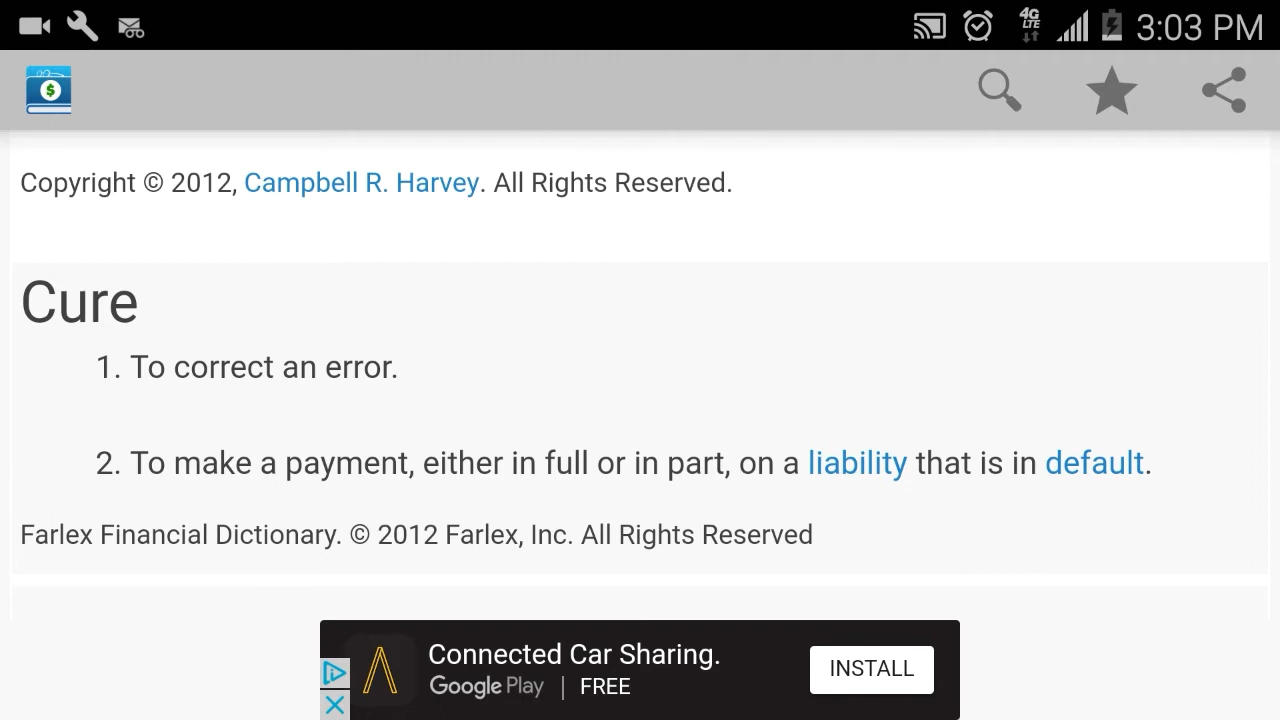 4G LTE 3:03 PM
Copyright © 2012, Campbell R. Harvey. All Rights Reserved.
Cure
1. To correct an error.
2. To make a payment, either in full or in part, on a liability that is in default.
Farlex Financial Dictionary. © 2012 Farlex, Inc. All Rights Reserved
Connected Car Sharing.
Google Play | FREE
INSTALL